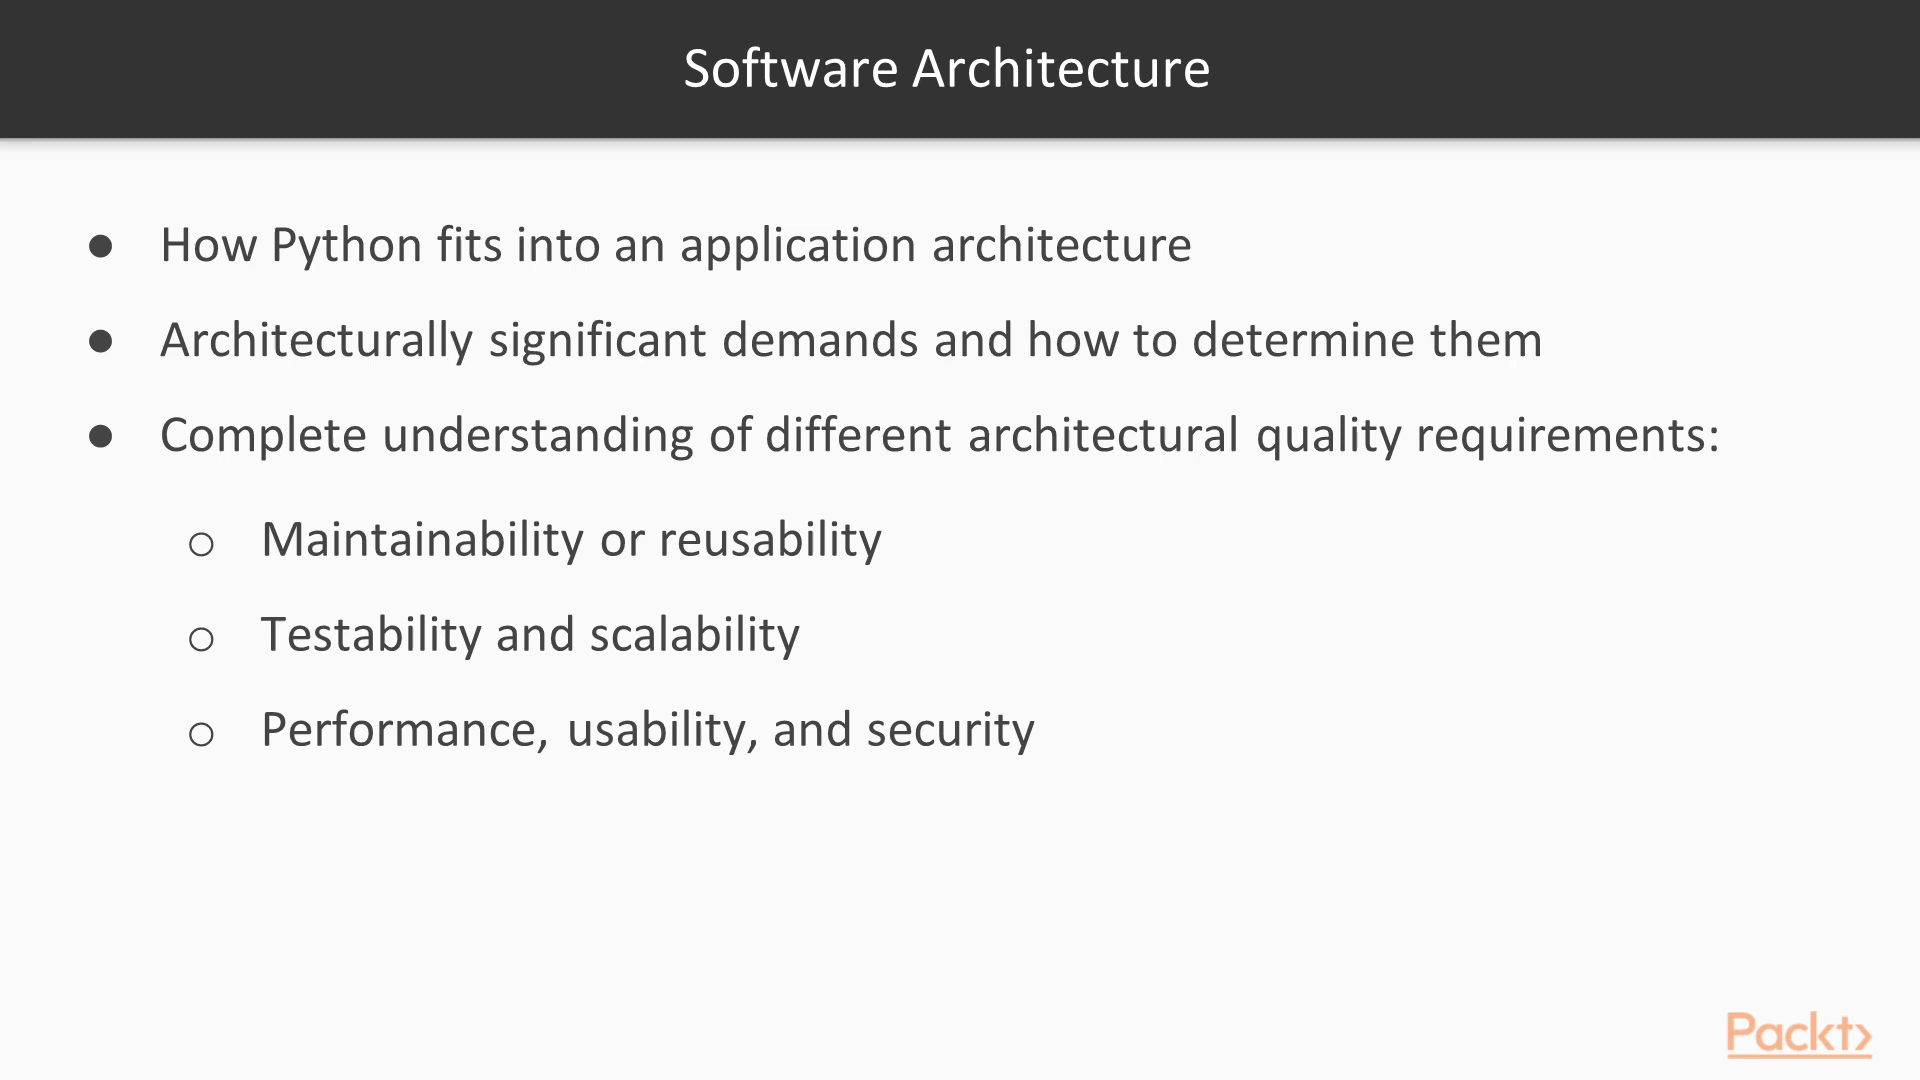 Software Architecture
● How Python fits into an application architecture
● Architecturally significant demands and how to determine them
● Complete understanding of different architectural quality requirements:
○ Maintainability or reusability
○ Testability and scalability
○ Performance, usability, and security
Packt>